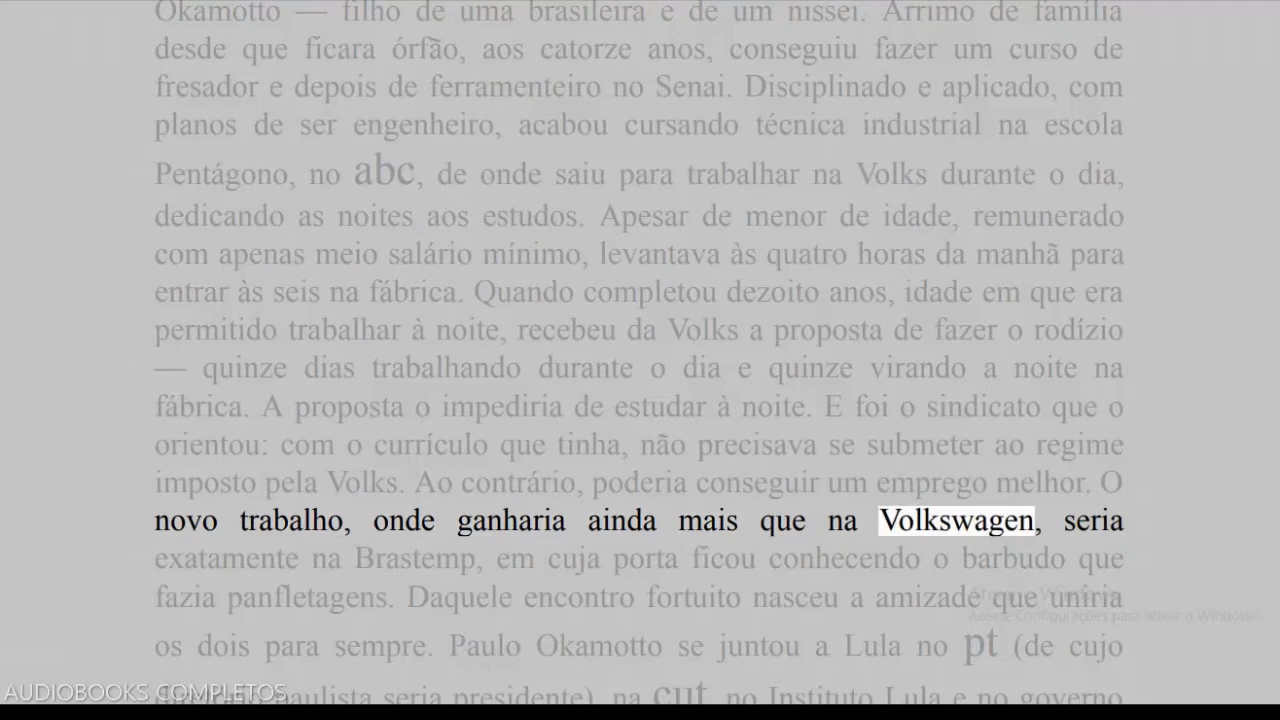 Okamotto — filho de uma brasileira e de um nissei. Arrimo de família
desde que ficara órfão, aos catorze anos, conseguiu fazer um curso de
fresador e depois de ferramenteiro no Senai. Disciplinado e aplicado, com
planos de ser engenheiro, acabou cursando técnica industrial na escola
Pentágono, no abc, de onde saiu para trabalhar na Volks durante o dia,
dedicando as noites aos estudos. Apesar de menor de idade, remunerado
com apenas meio salário mínimo, levantava às quatro horas da manhã para
entrar às seis na fábrica. Quando completou dezoito anos, idade em que era
permitido trabalhar à noite, recebeu da Volks a proposta de fazer o rodízio
— quinze dias trabalhando durante o dia e quinze virando a noite na
fábrica. A proposta o impediria de estudar à noite. E foi o sindicato que o
orientou: com o currículo que tinha, não precisava se submeter ao regime
imposto pela Volks. Ao contrário, poderia conseguir um emprego melhor. O
novo trabalho, onde ganharia ainda mais que na Volkswagen, seria
exatamente na Brastemp, em cuja porta ficou conhecendo o barbudo que
fazia panfletagens. Daquele encontro fortuito nasceu a amizade que uniria
Ativar o Windows
Acesse Configurações para ativar o Windows.
os dois para sempre. Paulo Okamotto se juntou a Lula no pt (de cujo
paulista seria presidente), na cut, no Instituto Lula e no governo
AUDIOBOOKS COMPLETOS